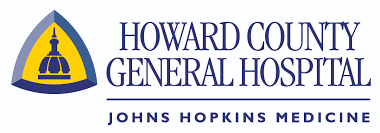 HOWARD COUNTY
GENERAL HOSPITAL
JOHNS HOPKINS MEDICINE